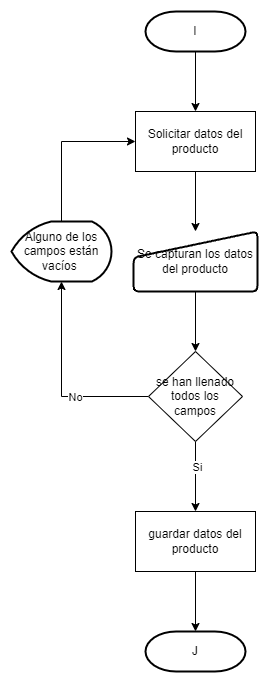 I
Solicitar datos del
producto
Alguno de los
campos están
vacíos
Se capturan los datos
del producto
se han llenado
todos los
campos
No
Si
guardar datos del
producto
J